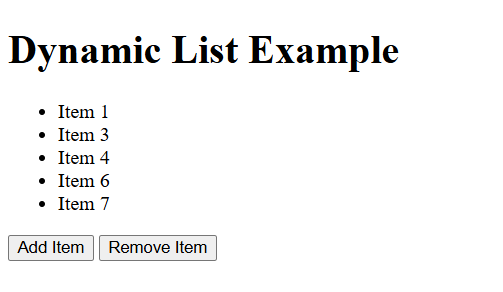 Dynamic List Example
Item 1
Item 3
Item 4
Item 6
Item 7
Add Item Remove Item